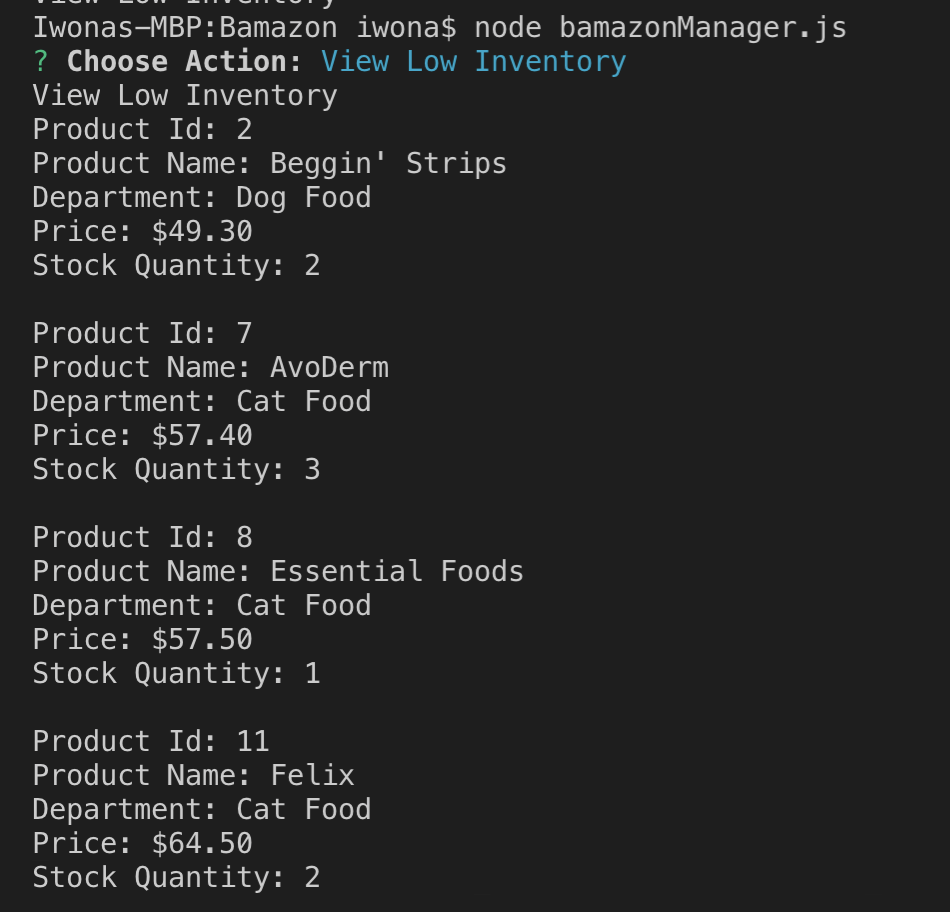 View Low Inventory
Iwonas-MBP:Bamazon iwona$ node bamazonManager.js
? Choose Action: View Low Inventory
View Low Inventory
Product Id: 2
Product Name: Beggin' Strips
Department: Dog Food
Price: $49.30
Stock Quantity: 2
Product Id: 7
Product Name: AvoDerm
Department: Cat Food
Price: $57.40
Stock Quantity: 3
Product Id: 8
Product Name: Essential Foods
Department: Cat Food
Price: $57.50
Stock Quantity: 1
Product Id: 11
Product Name: Felix
Department: Cat Food
Price: $64.50
Stock Quantity: 2